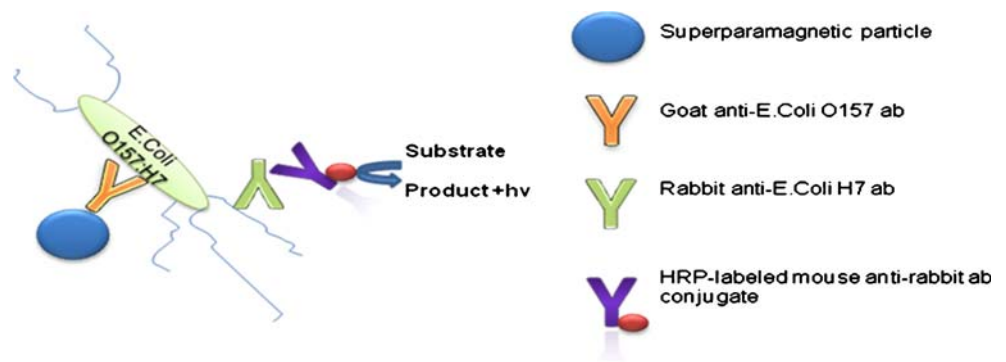 E.Coli
O157:H7
Substrate
Product+hv
Superparamagnetic particle
Goat anti-E.Coli O157 ab
Rabbit anti-E.Coli H7 ab
HRP-labeled mouse anti-rabbit ab
conjugate